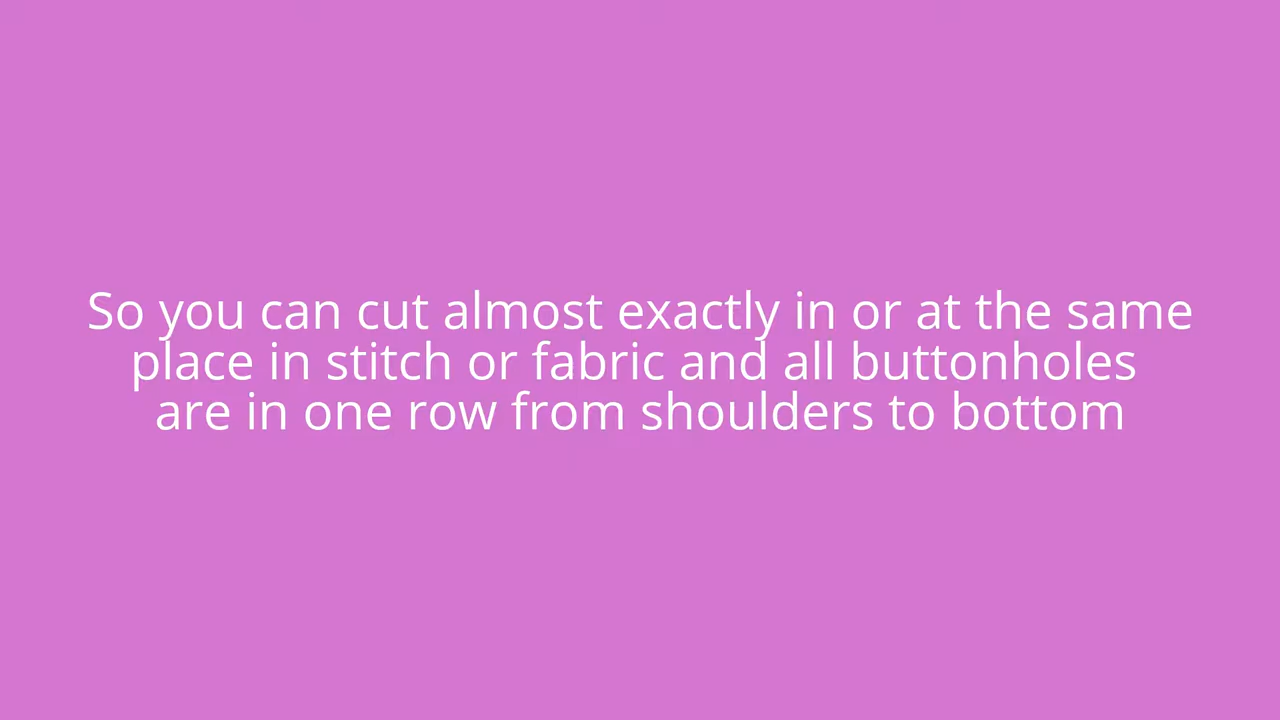 So you can cut almost exactly in or at the same
place in stitch or fabric and all buttonholes
are in one row from shoulders to bottom